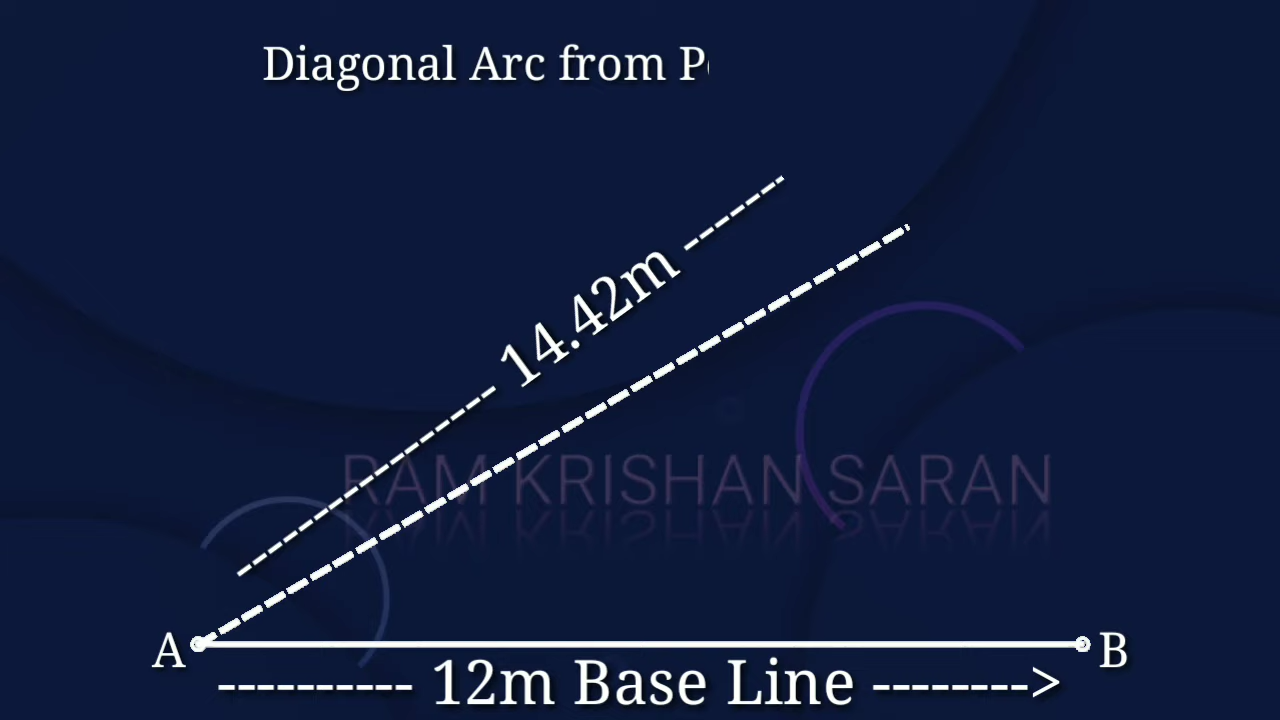 Diagonal Arc from P
14.42m
RAM KRISHAN SARAN
A
B
12m Base Line